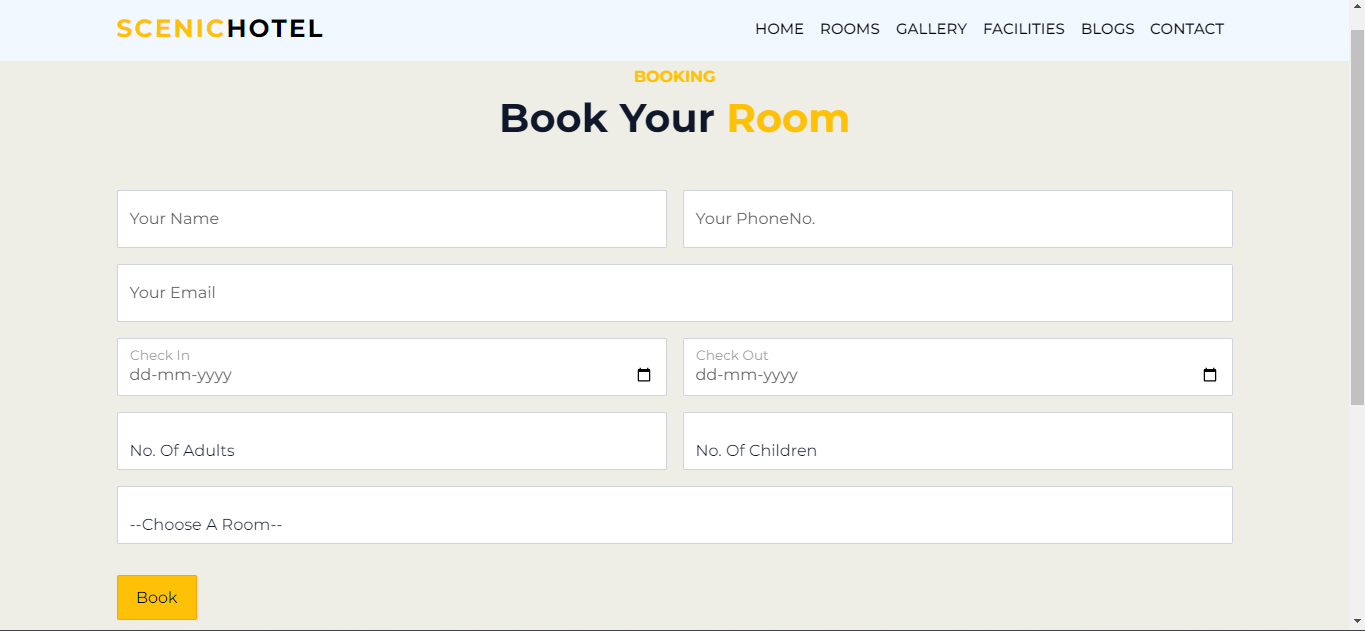 SCENICHOTEL HOME ROOMS GALLERY FACILITIES BLOGS CONTACT
BOOKING
Book Your Room
Your Name Your PhoneNo.
Your Email
Check In Check Out
dd-mm-yyyy dd-mm-yyyy
No. Of Adults No. Of Children
--Choose A Room--
Book